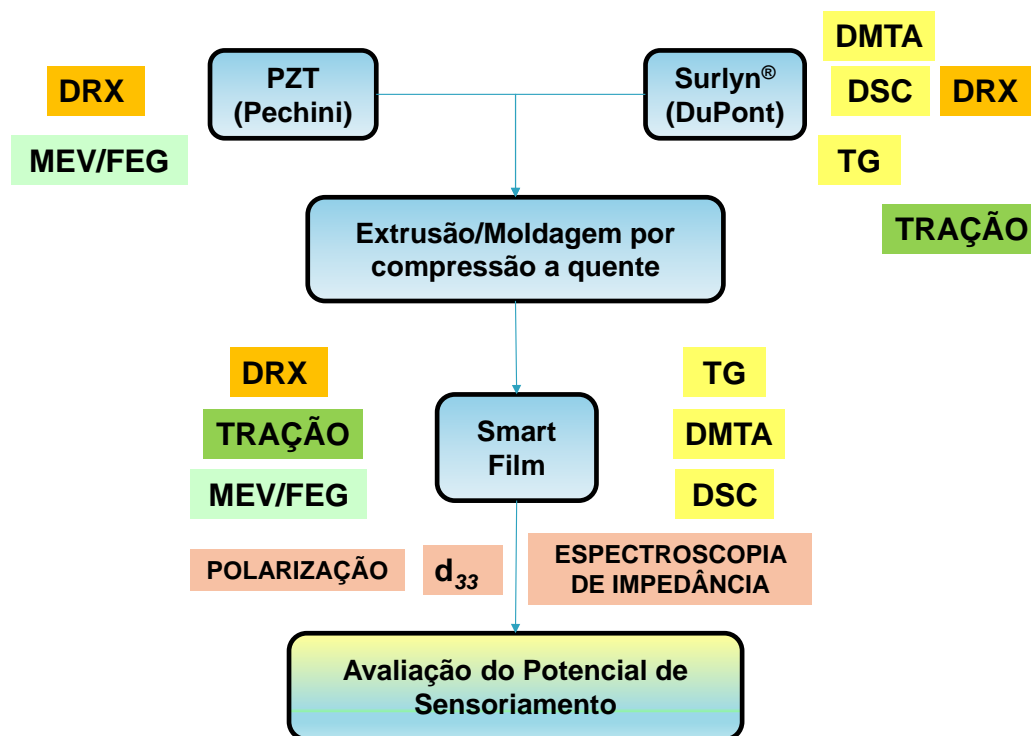 DMTA
DRX
PZT
(Pechini)
Surlyn®
(DuPont)
DSC
DRX
MEV/FEG
TG
TRAÇÃO
Extrusão/Moldagem por
compressão a quente
DRX
TG
TRAÇÃO
Smart
Film
DMTA
MEV/FEG
DSC
POLARIZAÇÃO
d33
ESPECTROSCOPIA
DE IMPEDÂNCIA
Avaliação do Potencial de
Sensoriamento